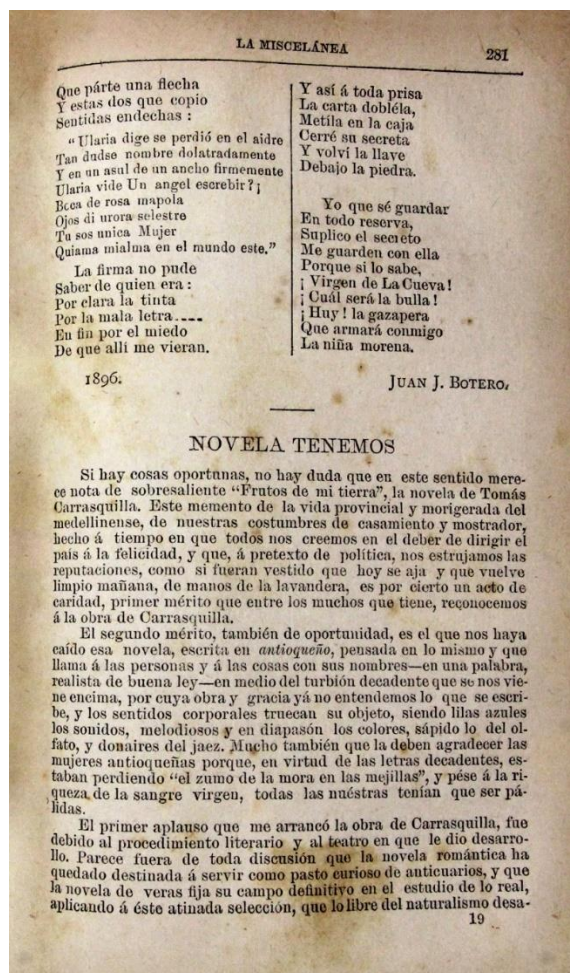 LA MISCELÁNEA
281
Que párte una flecha
Y estas dos que copio
Sentidas endechas :
“Ularia dige se perdió en el aidre
Tan dudse nombre dolatradamente
Y en un asul de un ancho firmemente
Ularia vide Un angel escrebir?¡
Beca de rosa mapola
Ojos di urora selestre
Tu sos unica Mujer
Quiama mialma en el mundo este.”
La firma no pude
Saber de quien era :
Por clara la tinta
Por la mala letra....
En fin por el miedo
De que allí me vieran.
Y así á toda prisa
La carta dobléla,
Metíla en la caja
Cerré su secreta
Y volví la llave
Debajo la piedra.
Yo que sé guardar
En todo reserva,
Suplico el secreto
Me guarden con ella
Porque si lo sabe,
¡ Virgen de La Cueva !
¡ Cuál será la bulla !
¡ Huy ! la gazapera
Que armará conmigo
La niña morena.
1896.
JUAN J. BOTERO.
NOVELA TENEMOS
Si hay cosas oportunas, no hay duda que en este sentido mere-
ce nota de sobresaliente “Frutos de mi tierra”, la novela de Tomás
Carrasquilla. Este memento de la vida provincial y morigerada del
medellinense, de nuestras costumbres de casamiento y mostrador,
hecho á tiempo en que todos nos creemos en el deber de dirigir el
país á la felicidad, y que, á pretexto de política, nos estrujamos las
reputaciones, como si fueran vestido que hoy se aja y que vuelve
limpio mañana, de manos de la lavandera, es por cierto un acto de
caridad, primer mérito que entre los muchos que tiene, reconocemos
á la obra de Carrasquilla.
El segundo mérito, también de oportunidad, es el que nos haya
caído esa novela, escrita en antioqueño, pensada en lo mismo y que
llama á las personas y á las cosas con sus nombres—en una palabra,
realista de buena ley—en medio del turbión decadente que se nos vie-
ne encima, por cuya obra y gracia yá no entendemos lo que se escri-
be, y los sentidos corporales truecan su objeto, siendo lilas azules
los sonidos, melodiosos y en diapasón los colores, sápido lo del ol-
fato, y donaires del jaez. Mucho también que la deben agradecer las
mujeres antioqueñas porque, en virtud de las letras decadentes, es-
taban perdiendo “el zumo de la mora en las mejillas”, y pése á la ri-
queza de la sangre virgen, todas las nuéstras tenían que ser pá-
lidas.
El primer aplauso que me arrancó la obra de Carrasquilla, fue
debido al procedimiento literario y al teatro en que le dio desarro-
llo. Parece fuera de toda discusión que la novela romántica ha
quedado destinada á servir como pasto curioso de anticuarios, y que
la novela de veras fija su campo definitivo en el estudio de lo real,
aplicando á éste atinada selección, que lo libre del naturalismo desa-
19